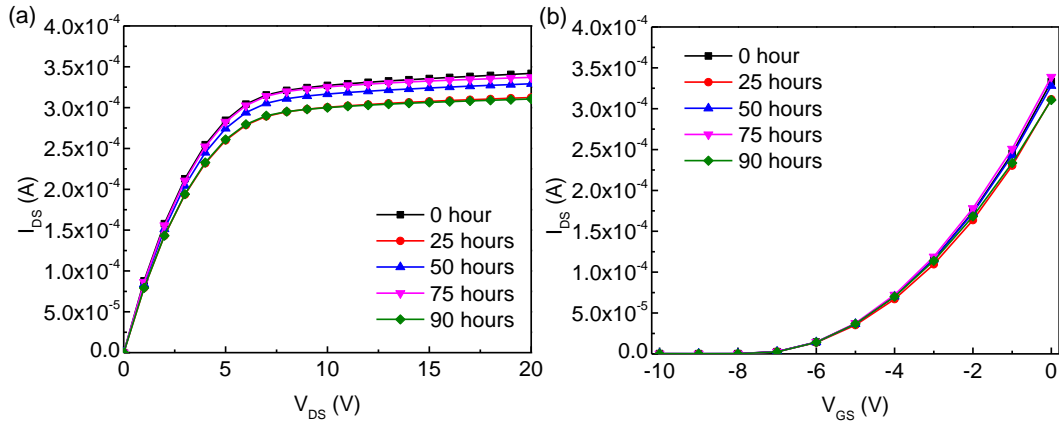 (a)
4.0x10⁻⁴
3.5x10⁻⁴
3.0x10⁻⁴
2.5x10⁻⁴
2.0x10⁻⁴
1.5x10⁻⁴
1.0x10⁻⁴
5.0x10⁻⁵
0.0
I_DS (A)
0 5 10 15 20
V_DS (V)
0 hour
25 hours
50 hours
75 hours
90 hours
(b)
4.0x10⁻⁴
3.5x10⁻⁴
3.0x10⁻⁴
2.5x10⁻⁴
2.0x10⁻⁴
1.5x10⁻⁴
1.0x10⁻⁴
5.0x10⁻⁵
0.0
I_DS (A)
-10 -8 -6 -4 -2 0
V_GS (V)
0 hour
25 hours
50 hours
75 hours
90 hours